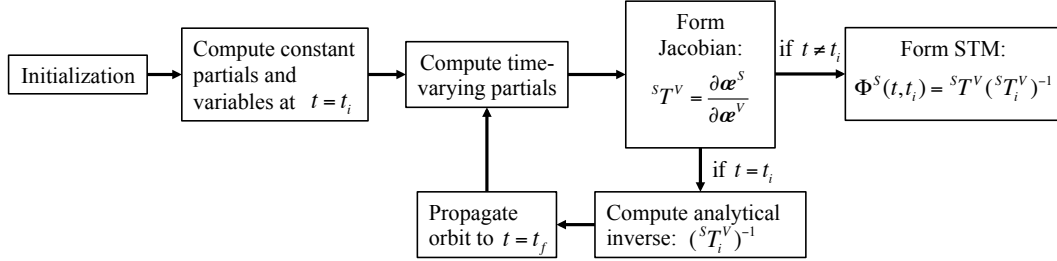 Initialization
Compute constant
partials and
variables at t = t_i
Compute time-
varying partials
Form
Jacobian:
^S T^V = ∂œ^S / ∂œ^V
if t ≠ t_i
Form STM:
Φ^S(t, t_i) = ^S T^V (^S T_i^V)^{-1}
if t = t_i
Compute analytical
inverse: (^S T_i^V)^{-1}
Propagate
orbit to t = t_f